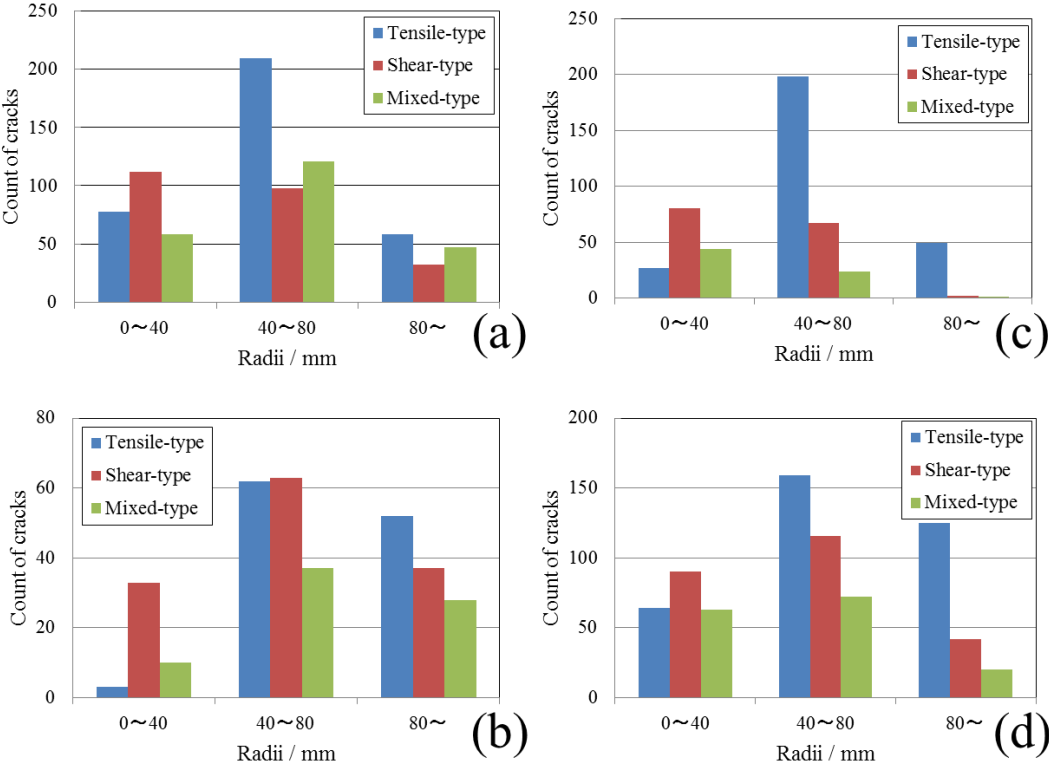 250
200
150
100
50
0
Count of cracks
Tensile-type
Shear-type
Mixed-type
0～40
40～80
80～
Radii / mm
(a)
250
200
150
100
50
0
Count of cracks
Tensile-type
Shear-type
Mixed-type
0～40
40～80
80～
Radii / mm
(c)
80
60
40
20
0
Count of cracks
Tensile-type
Shear-type
Mixed-type
0～40
40～80
80～
Radii / mm
(b)
200
150
100
50
0
Count of cracks
Tensile-type
Shear-type
Mixed-type
0～40
40～80
80～
Radii / mm
(d)